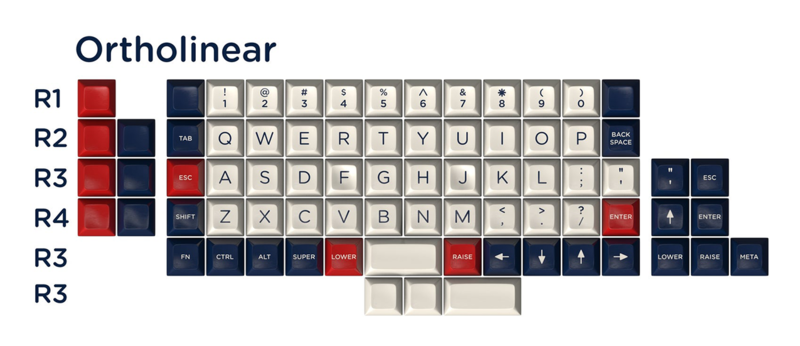 Ortholinear
R1 ! 1 @ 2 # 3 $ 4 % 5 ^ 6 & 7 * 8 ( 9 ) 0
R2 TAB Q W E R T Y U I O P BACK SPACE
R3 ESC A S D F G H J K L : ; " ' " ' ESC
R4 SHIFT Z X C V B N M < , > . ? / ENTER ↑ ENTER
R3 FN CTRL ALT SUPER LOWER RAISE ← ↓ ↑ → LOWER RAISE META
R3